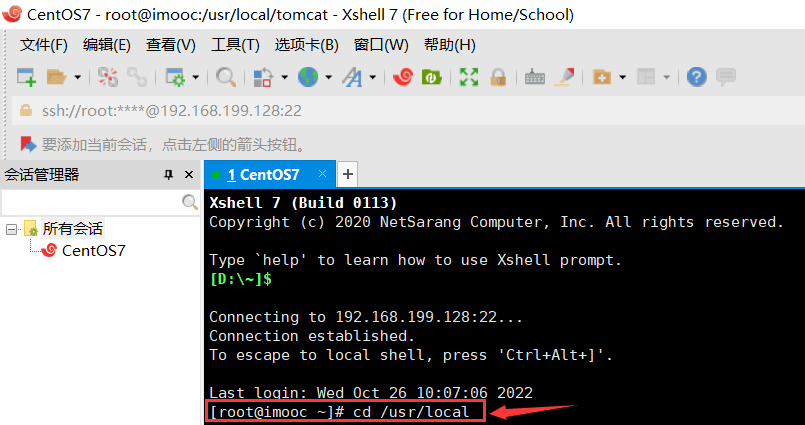 CentOS7 - root@imooc:/usr/local/tomcat - Xshell 7 (Free for Home/School)
文件(F) 编辑(E) 查看(V) 工具(T) 选项卡(B) 窗口(W) 帮助(H)
ssh://root:****@192.168.199.128:22
要添加当前会话，点击左侧的箭头按钮。
会话管理器
所有会话
CentOS7
1 CentOS7
Xshell 7 (Build 0113)
Copyright (c) 2020 NetSarang Computer, Inc. All rights reserved.
Type `help' to learn how to use Xshell prompt.
[D:\~]$
Connecting to 192.168.199.128:22...
Connection established.
To escape to local shell, press 'Ctrl+Alt+]'.
Last login: Wed Oct 26 10:07:06 2022
[root@imooc ~]# cd /usr/local